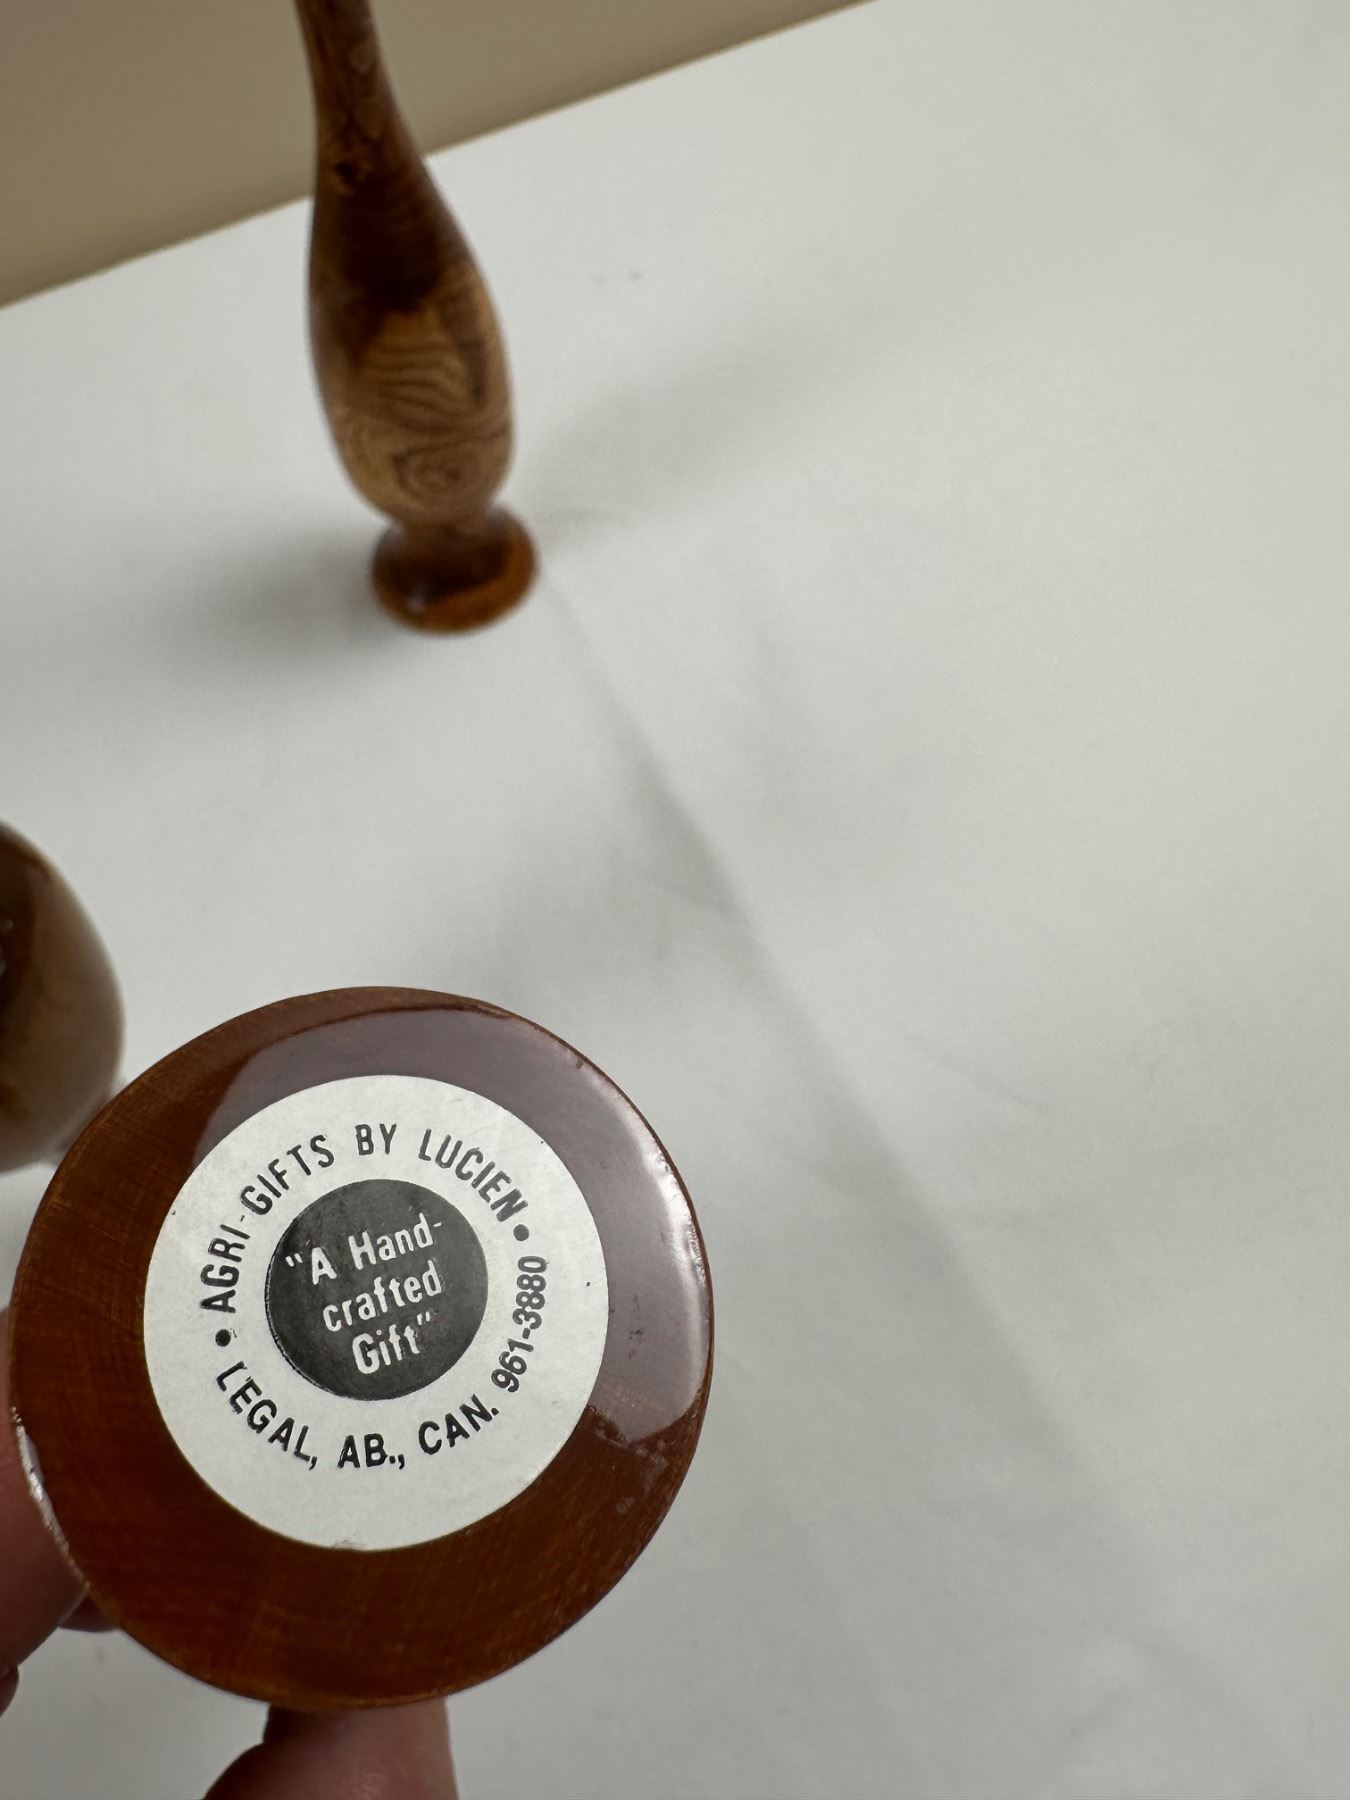 • AGRI-GIFTS BY LUCIEN •
LEGAL, AB., CAN. 961-3880
"A Hand-
crafted
Gift"